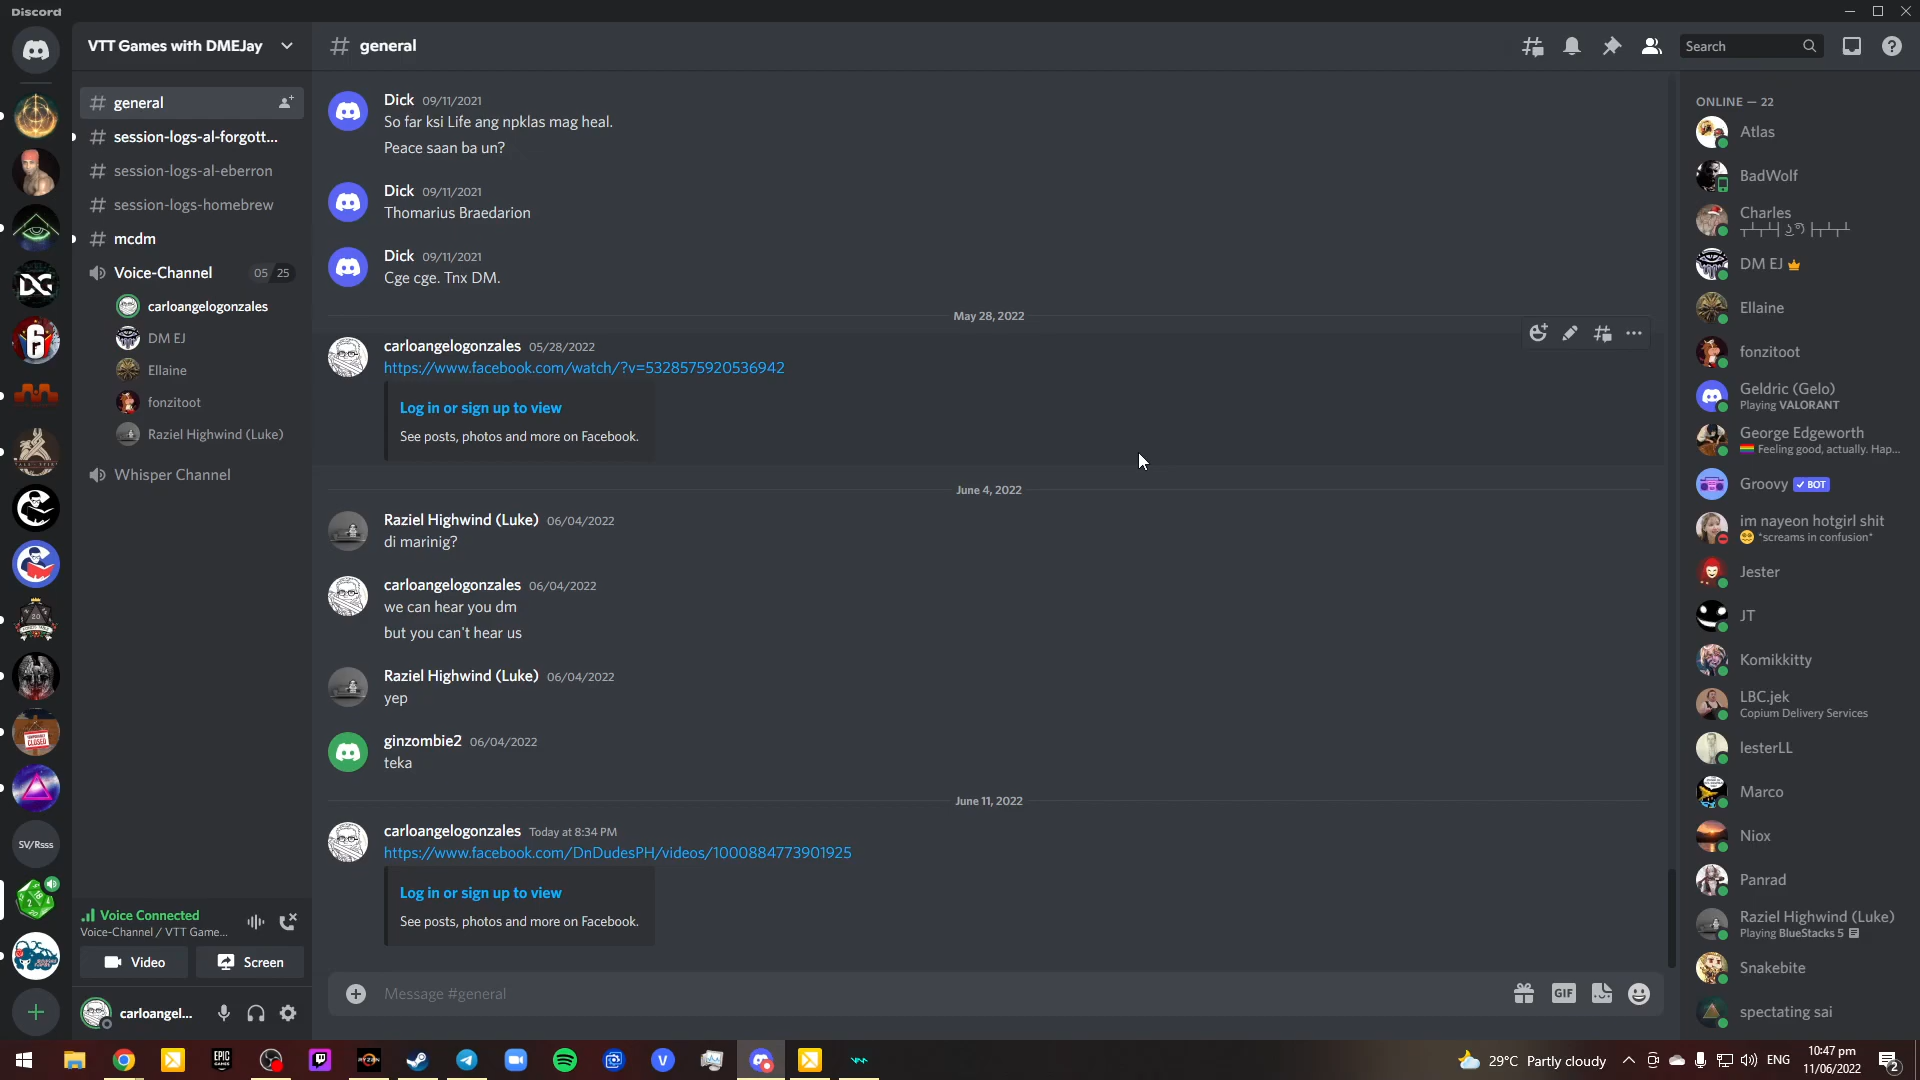 Discord
VTT Games with DMEJay
general
Search
general
session-logs-al-forgott...
session-logs-al-eberron
session-logs-homebrew
mcdm
Voice-Channel 05 25
carloangelogonzales
DM EJ
Ellaine
fonzitoot
Raziel Highwind (Luke)
Whisper Channel
SV/Rsss
Voice Connected
Voice-Channel / VTT Game...
Video
Screen
carloangel...
Dick 09/11/2021
So far ksi Life ang npklas mag heal.
Peace saan ba un?
Dick 09/11/2021
Thomarius Braedarion
Dick 09/11/2021
Cge cge. Tnx DM.
May 28, 2022
carloangelogonzales 05/28/2022
https://www.facebook.com/watch/?v=5328575920536942
Log in or sign up to view
See posts, photos and more on Facebook.
June 4, 2022
Raziel Highwind (Luke) 06/04/2022
di marinig?
carloangelogonzales 06/04/2022
we can hear you dm
but you can't hear us
Raziel Highwind (Luke) 06/04/2022
yep
ginzombie2 06/04/2022
teka
June 11, 2022
carloangelogonzales Today at 8:34 PM
https://www.facebook.com/DnDudesPH/videos/1000884773901925
Log in or sign up to view
See posts, photos and more on Facebook.
Message #general
GIF
ONLINE — 22
Atlas
BadWolf
Charles
DM EJ
Ellaine
fonzitoot
Geldric (Gelo)
Playing VALORANT
George Edgeworth
Feeling good, actually. Hap...
Groovy ✓ BOT
im nayeon hotgirl shit
*screams in confusion*
Jester
JT
Komikkitty
LBC.jek
Copium Delivery Services
lesterLL
Marco
Niox
Panrad
Raziel Highwind (Luke)
Playing BlueStacks 5
Snakebite
spectating sai
EPIC GAMES
RYZEN
29°C Partly cloudy
ENG
10:47 pm
11/06/2022
2